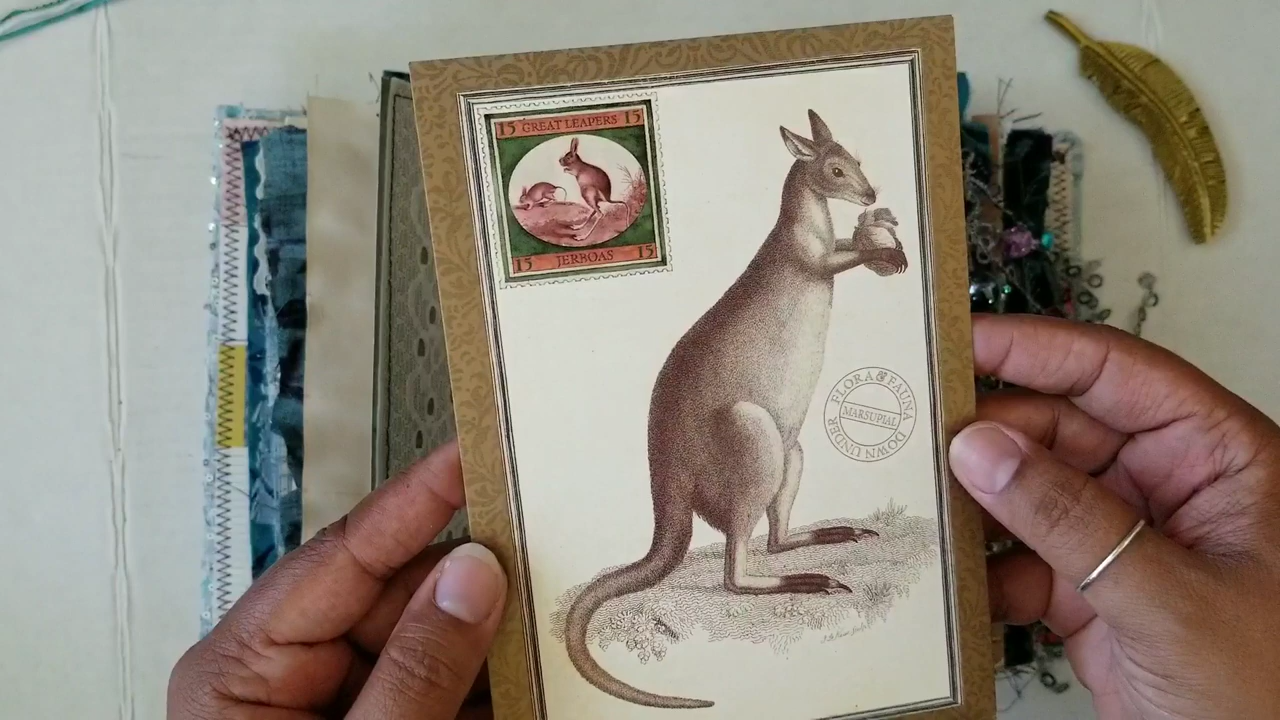 15 GREAT LEAPERS 15
15 JERBOAS 15
FLORA & FAUNA
MARSUPIAL
DOWN UNDER